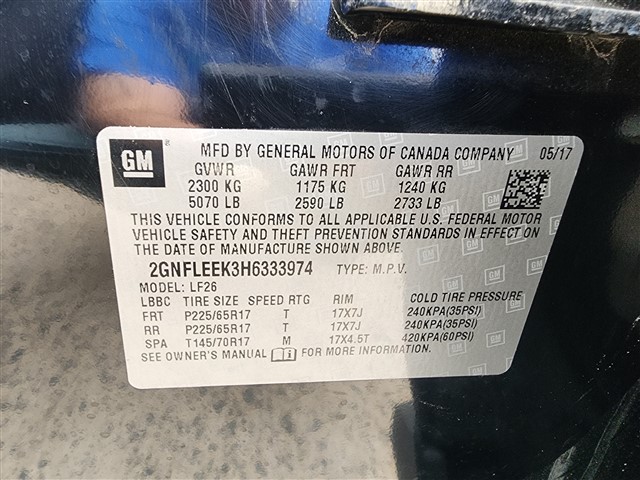 GM MFD BY GENERAL MOTORS OF CANADA COMPANY 05/17
GVWR GAWR FRT GAWR RR
2300 KG 1175 KG 1240 KG
5070 LB 2590 LB 2733 LB
THIS VEHICLE CONFORMS TO ALL APPLICABLE U.S. FEDERAL MOTOR
VEHICLE SAFETY AND THEFT PREVENTION STANDARDS IN EFFECT ON
THE DATE OF MANUFACTURE SHOWN ABOVE.
2GNFLEEK3H6333974 TYPE: M.P.V.
MODEL: LF26
LBBC TIRE SIZE SPEED RTG RIM COLD TIRE PRESSURE
FRT P225/65R17 T 17X7J 240KPA(35PSI)
RR P225/65R17 T 17X7J 240KPA(35PSI)
SPA T145/70R17 M 17X4.5T 420KPA(60PSI)
SEE OWNER'S MANUAL FOR MORE INFORMATION.